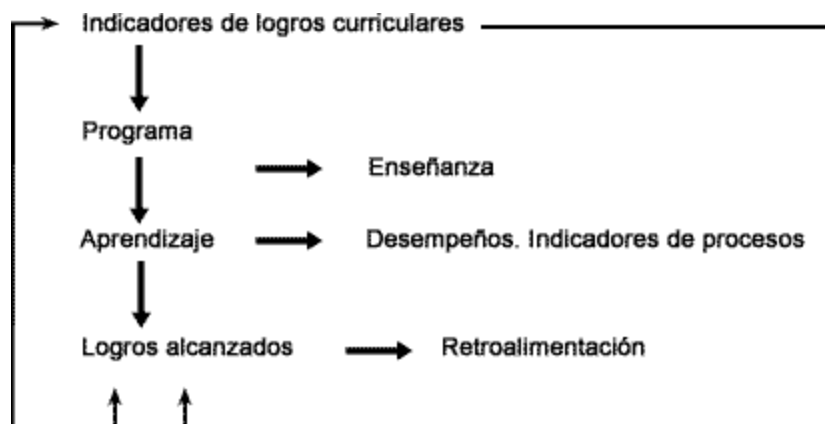 Indicadores de logros curriculares
Programa
Enseñanza
Aprendizaje
Desempeños. Indicadores de procesos
Logros alcanzados
Retroalimentación